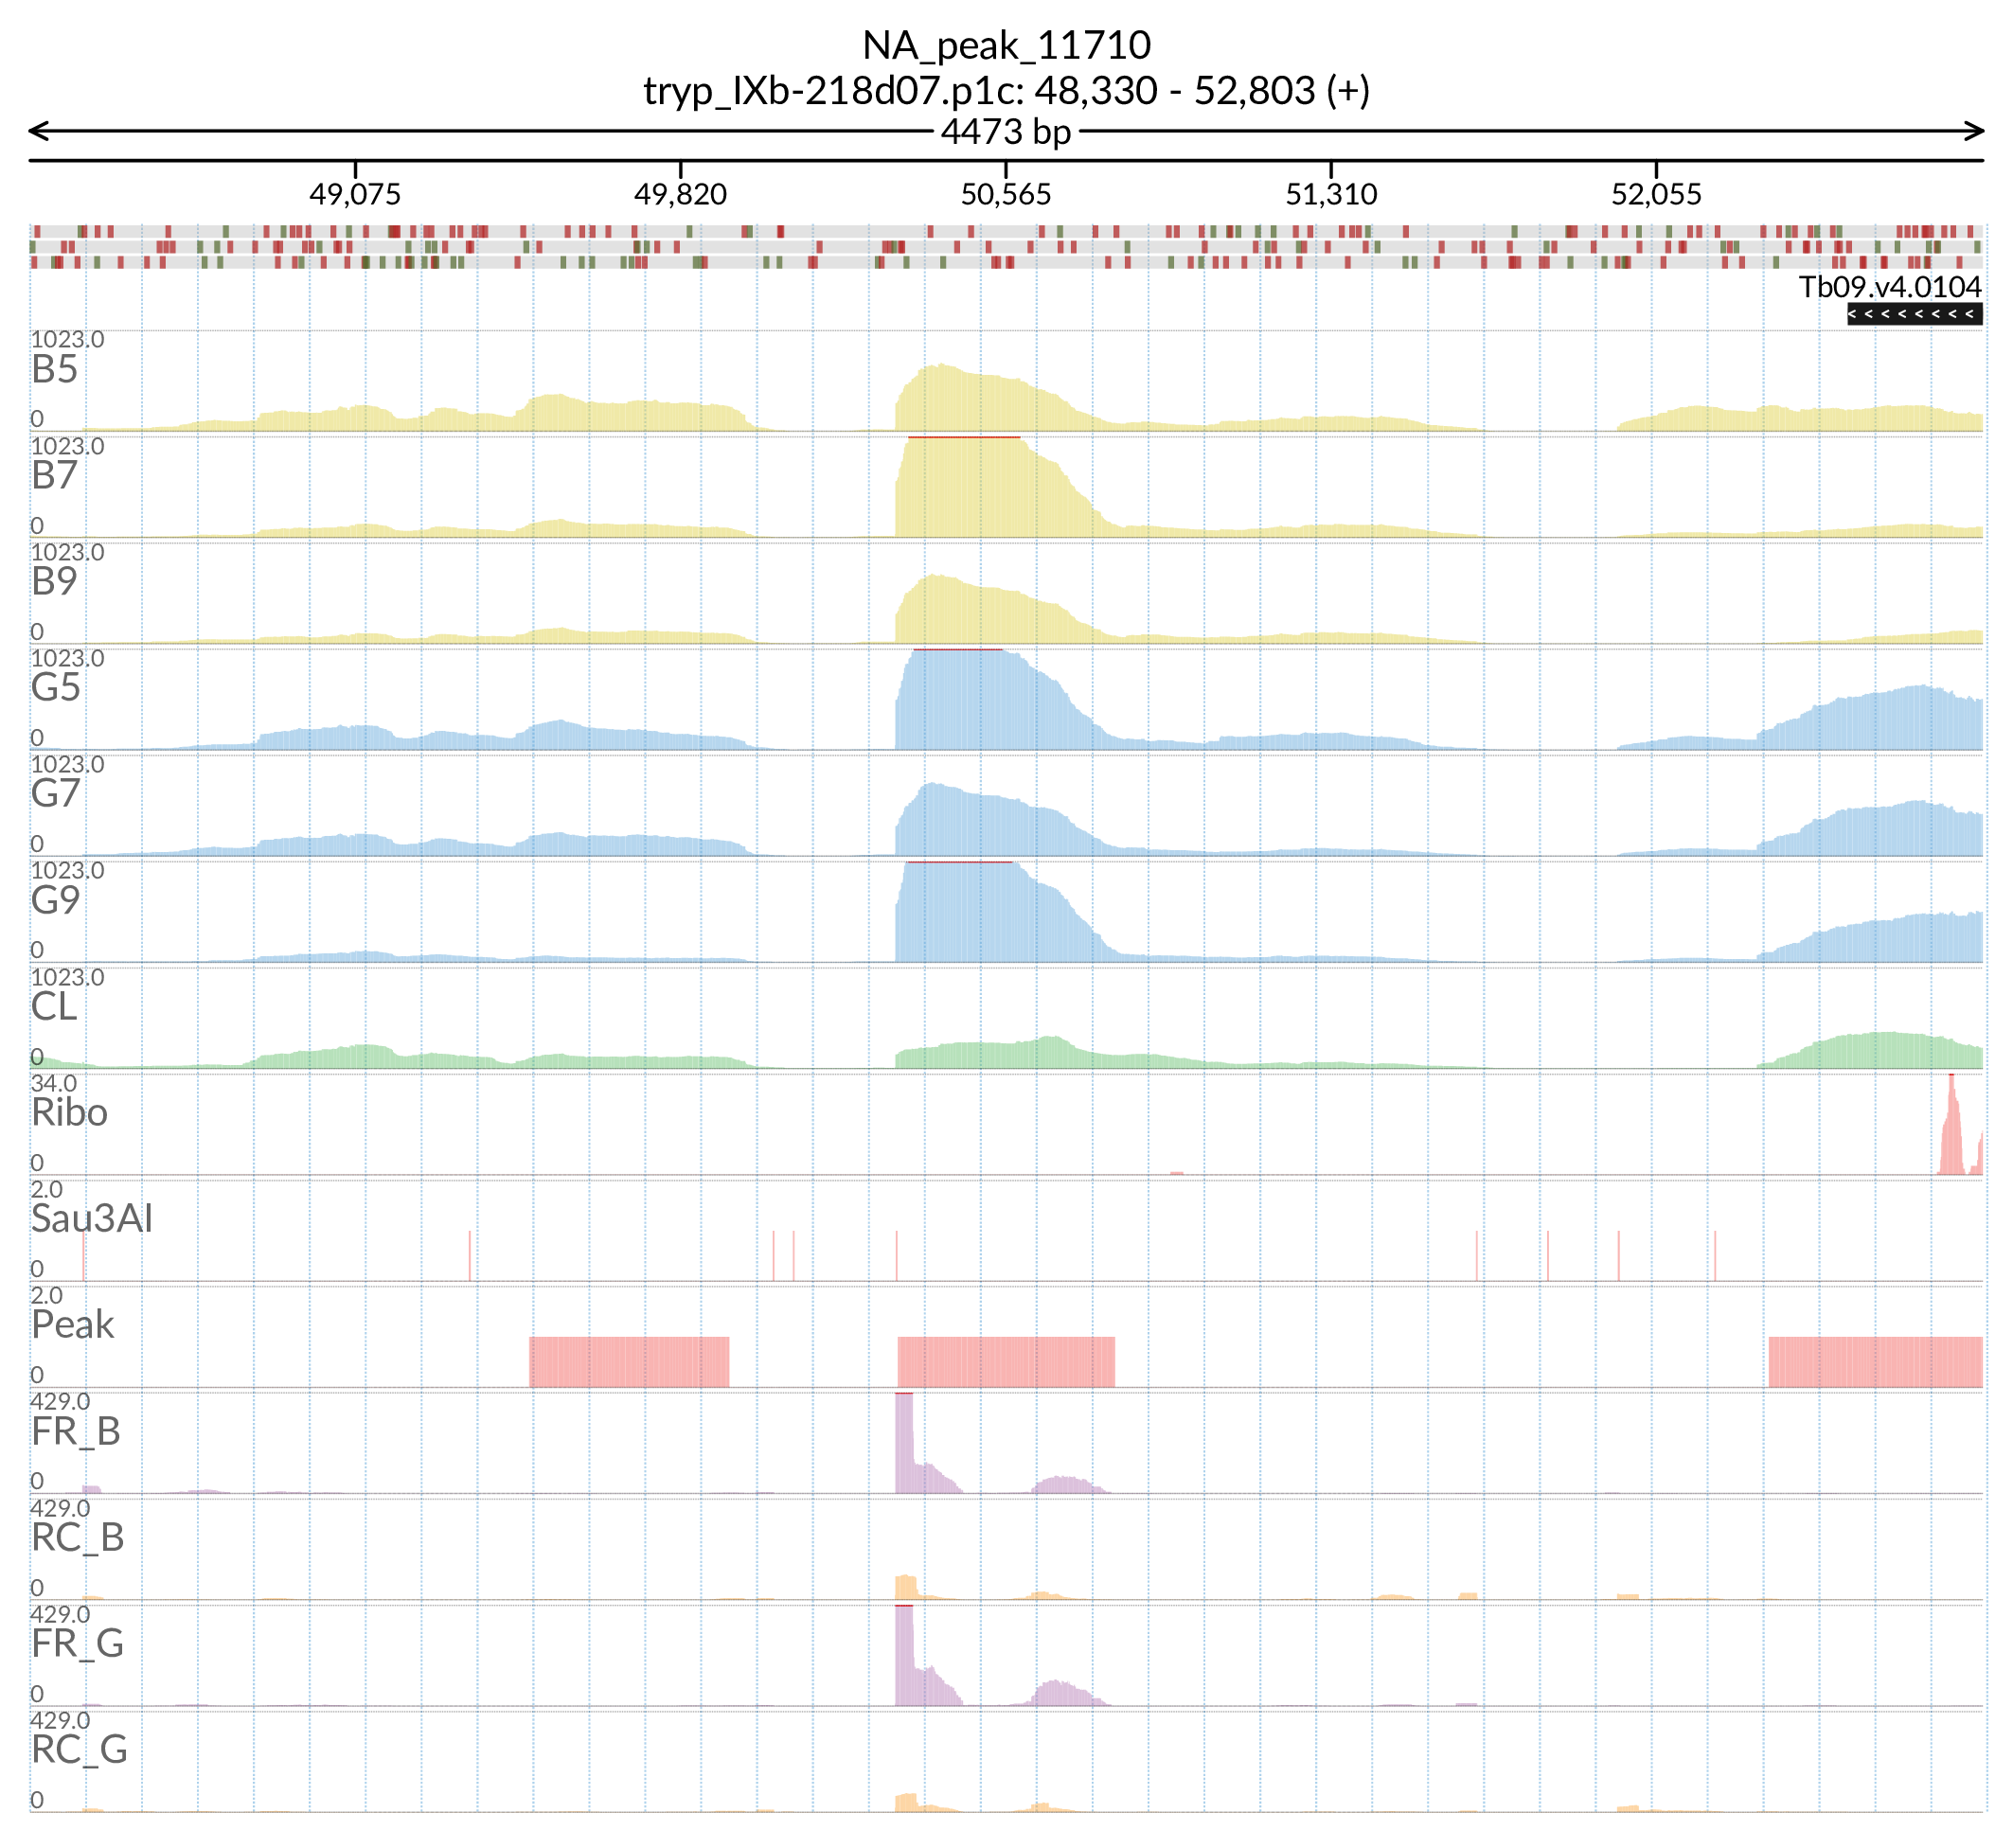 NA_peak_11710
tryp_IXb-218d07.p1c: 48,330 - 52,803 (+)
4473 bp
49,075 49,820 50,565 51,310 52,055
Tb09.v4.0104
1023.0
B5
0
1023.0
B7
0
1023.0
B9
0
1023.0
G5
0
1023.0
G7
0
1023.0
G9
0
1023.0
CL
0
34.0
Ribo
0
2.0
Sau3AI
0
2.0
Peak
0
429.0
FR_B
0
429.0
RC_B
0
429.0
FR_G
0
429.0
RC_G
0